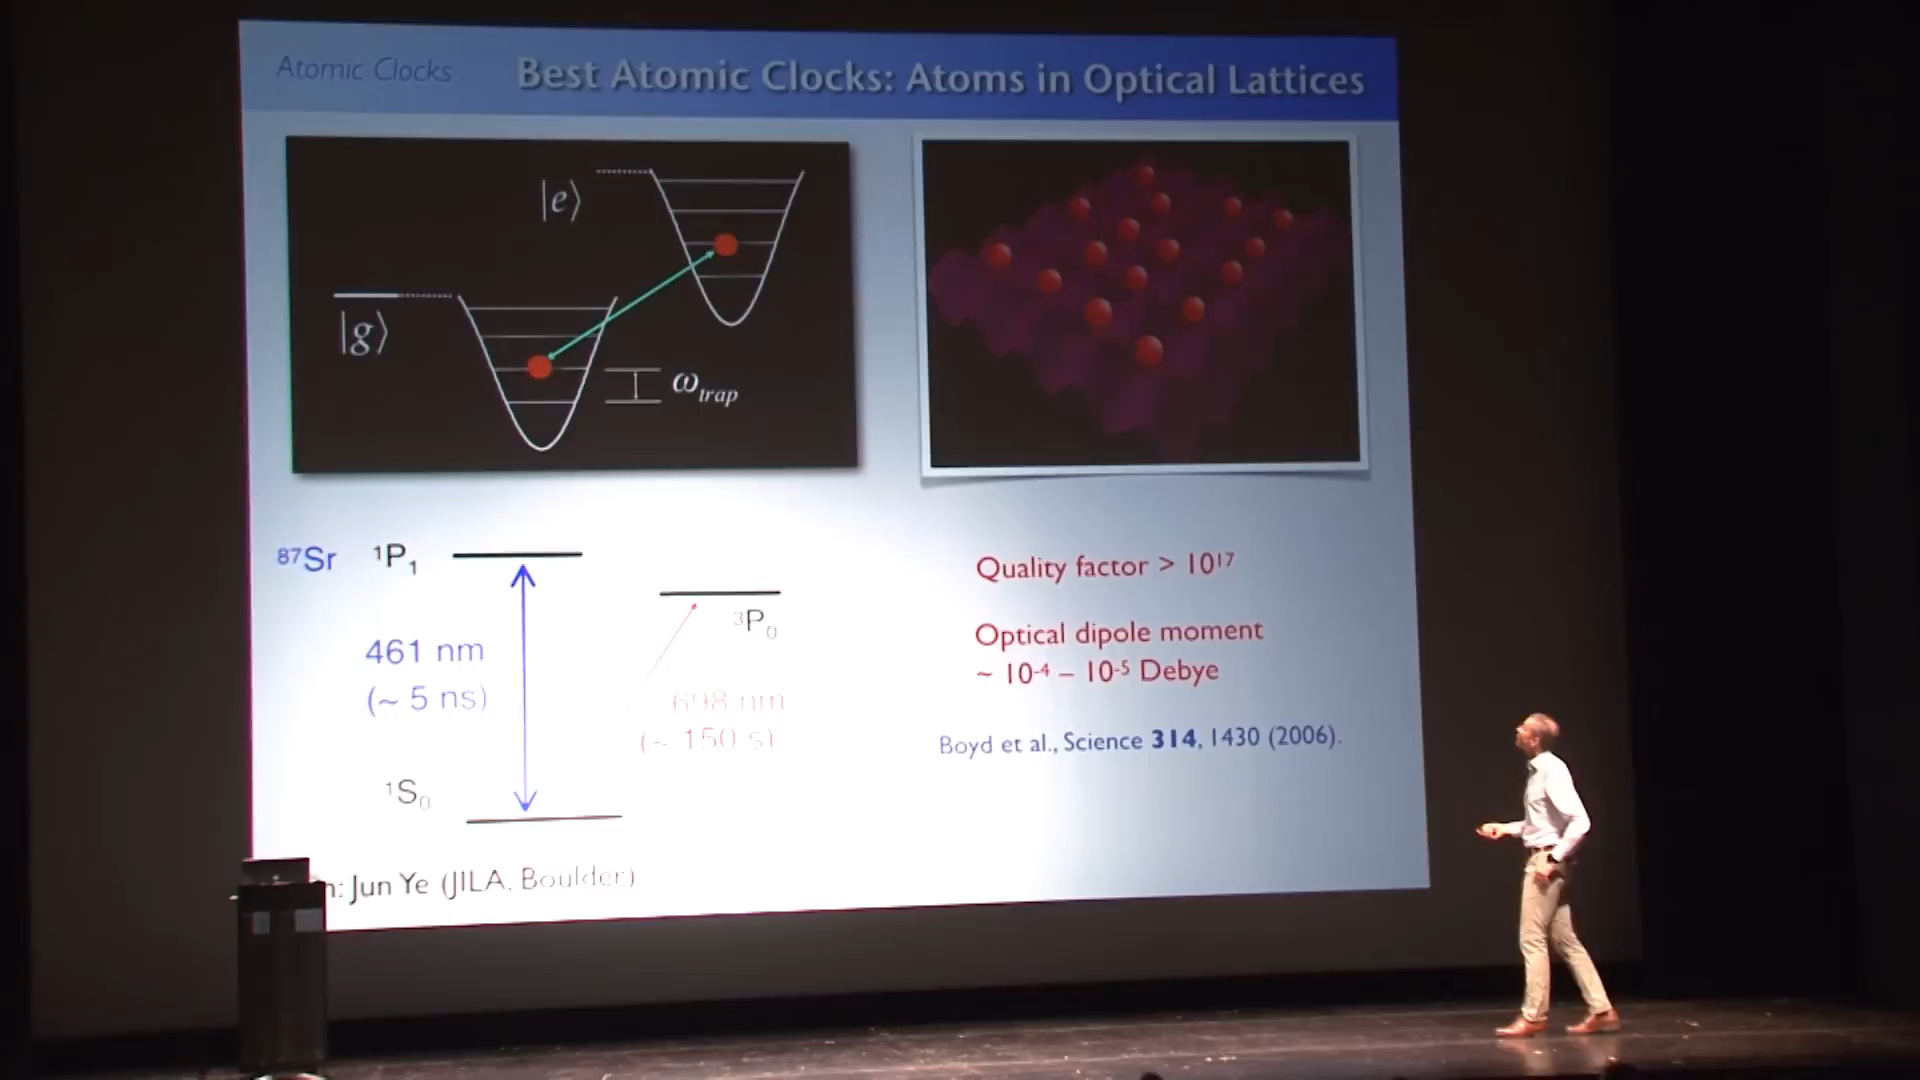 Atomic Clocks
Best Atomic Clocks: Atoms in Optical Lattices
|e⟩
|g⟩
ω_trap
⁸⁷Sr
¹P₁
³P₀
461 nm
(~ 5 ns)
698 nm
(~ 150 s)
¹S₀
Quality factor > 10¹⁷
Optical dipole moment
~ 10⁻⁴ – 10⁻⁵ Debye
Boyd et al., Science 314, 1430 (2006).
Jun Ye (JILA, Boulder)